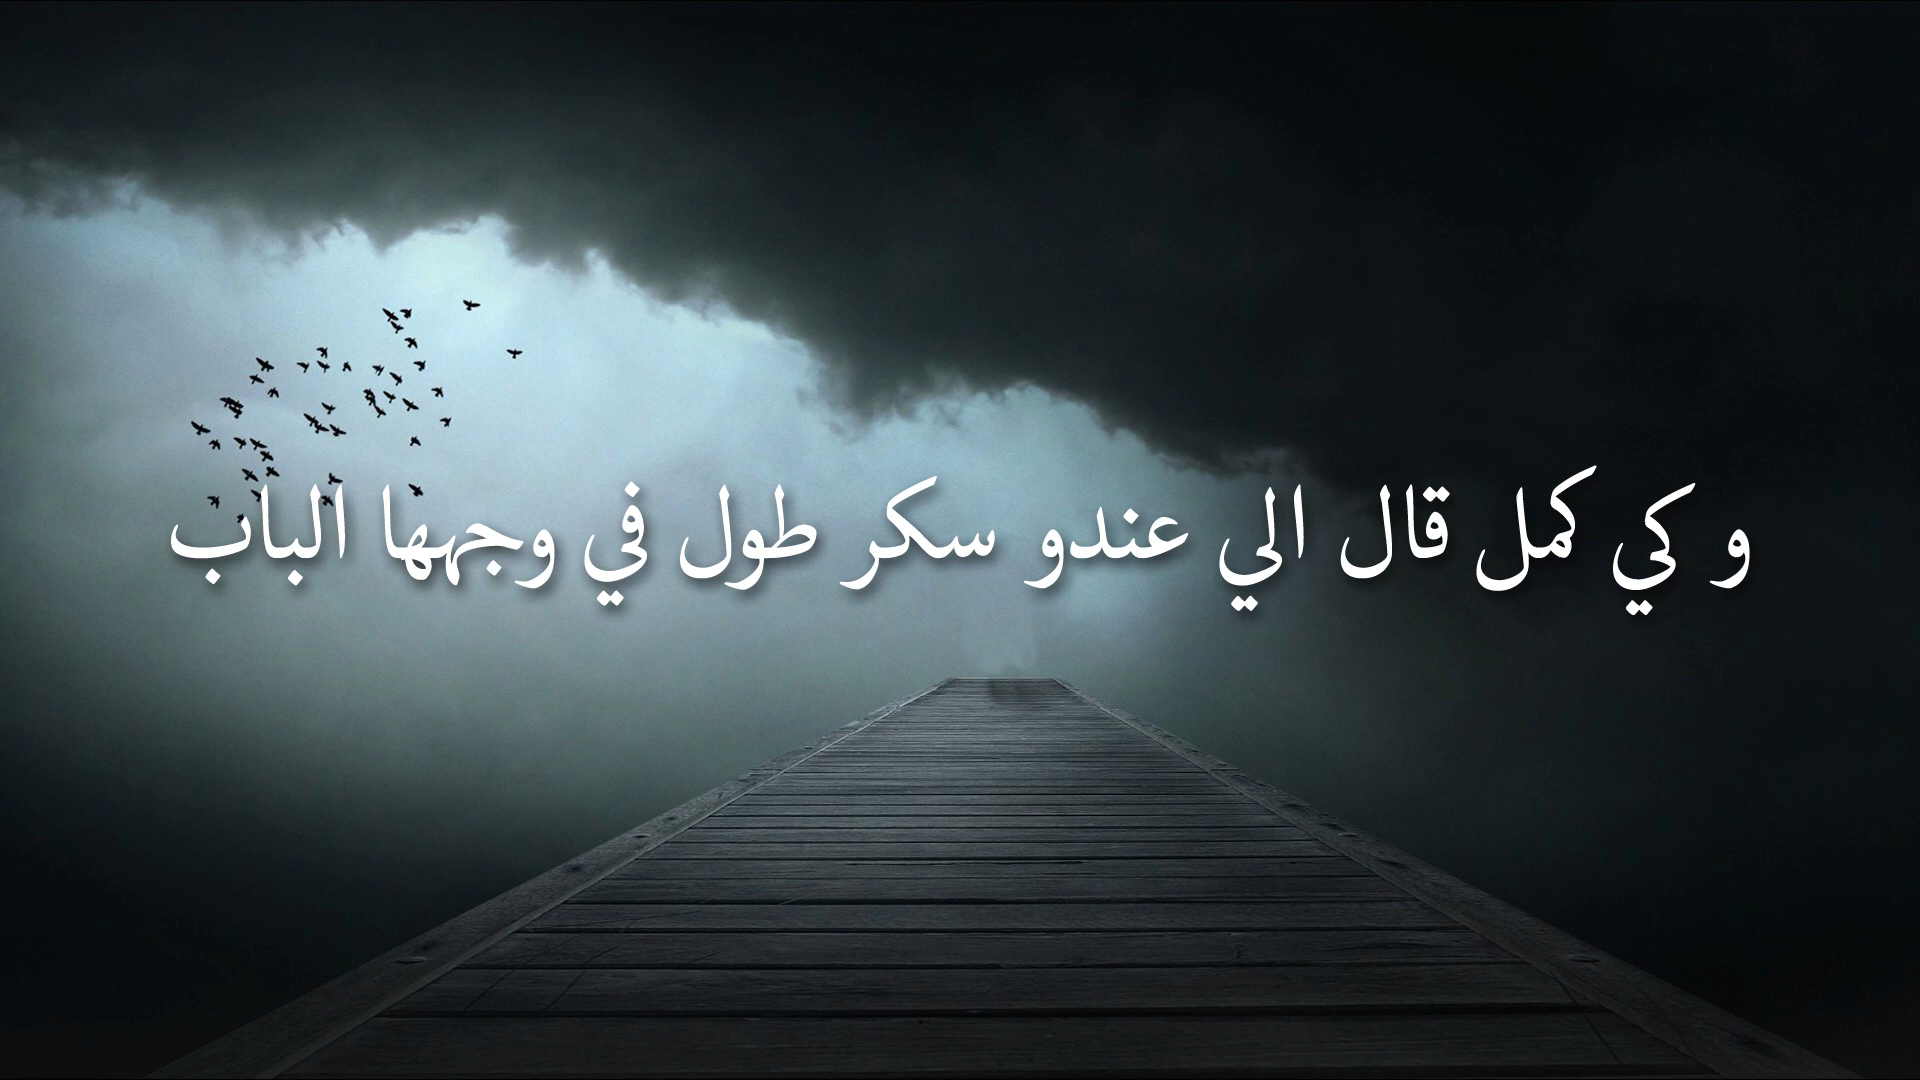 و كي كمل قال الي عندو سكر طول في وجهها الباب